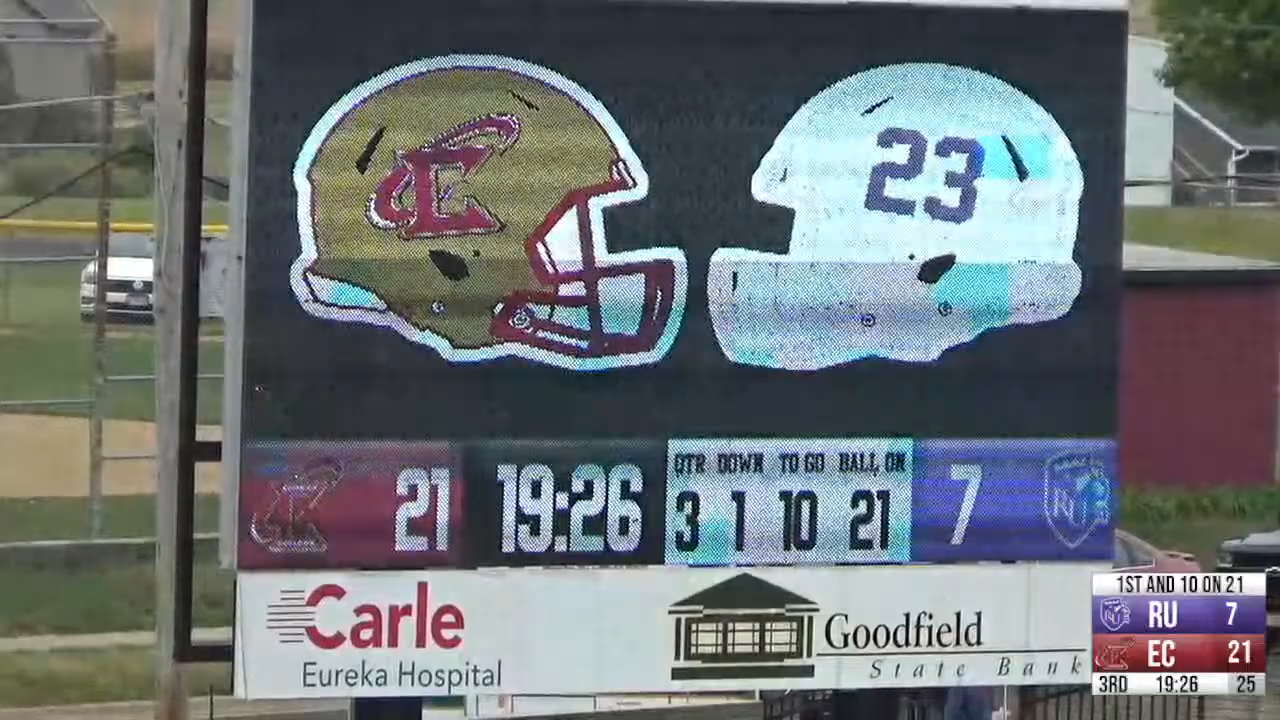 EC
23
21 19:26 QTR DOWN TO GO BALL ON 7
3 1 10 21
Carle
Eureka Hospital
Goodfield
State Bank
1ST AND 10 ON 21
RU 7
EC 21
3RD 19:26 25